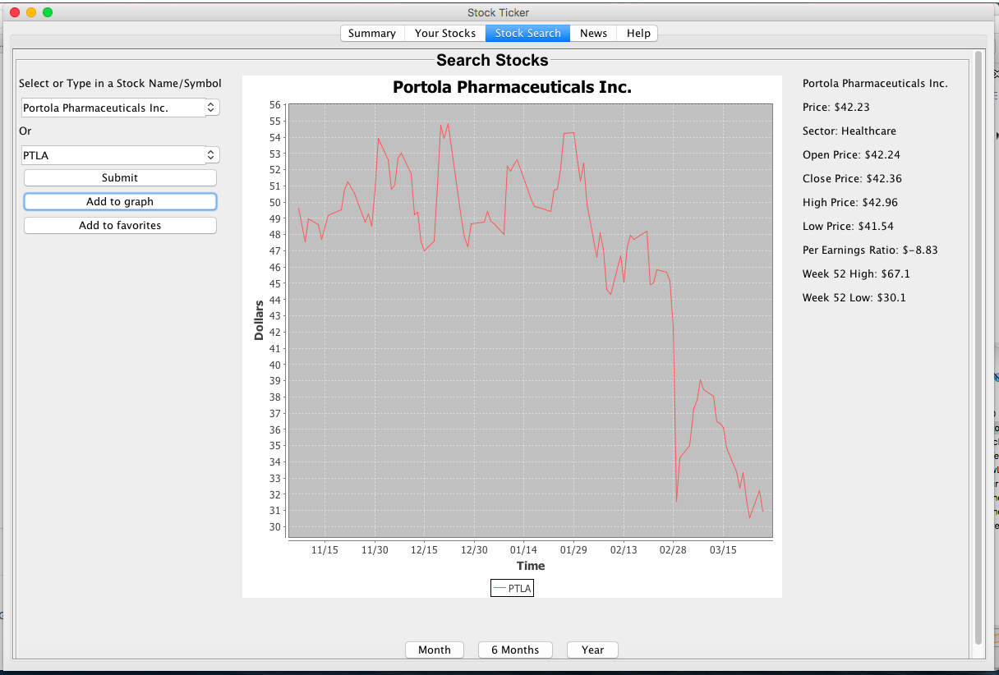 Stock Ticker
Summary Your Stocks Stock Search News Help
Search Stocks
Select or Type in a Stock Name/Symbol
Portola Pharmaceuticals Inc.
Or
PTLA
Submit
Add to graph
Add to favorites
Portola Pharmaceuticals Inc.
Dollars
56
55
54
53
52
51
50
49
48
47
46
45
44
43
42
41
40
39
38
37
36
35
34
33
32
31
30
11/15 11/30 12/15 12/30 01/14 01/29 02/13 02/28 03/15
Time
PTLA
Month 6 Months Year
Portola Pharmaceuticals Inc.
Price: $42.23
Sector: Healthcare
Open Price: $42.24
Close Price: $42.36
High Price: $42.96
Low Price: $41.54
Per Earnings Ratio: $-8.83
Week 52 High: $67.1
Week 52 Low: $30.1